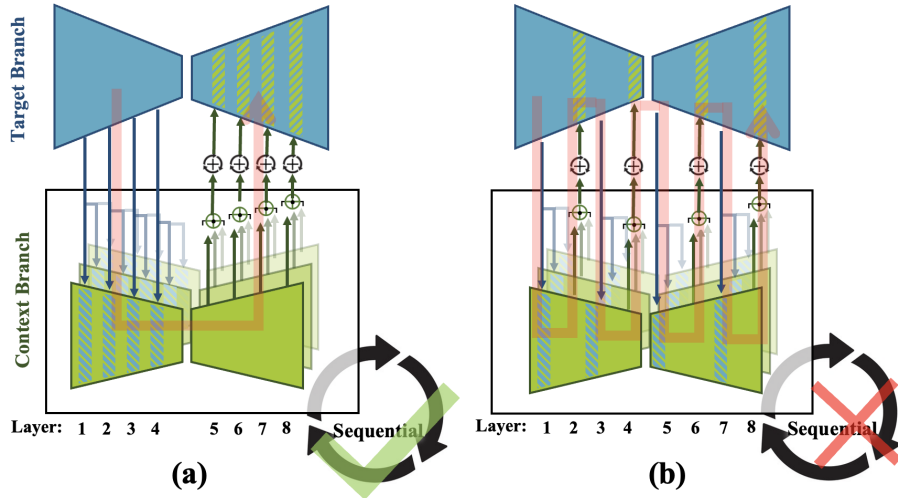 Target Branch
Context Branch
Layer: 1 2 3 4 5 6 7 8
Sequential
(a)
Layer: 1 2 3 4 5 6 7 8
Sequential
(b)